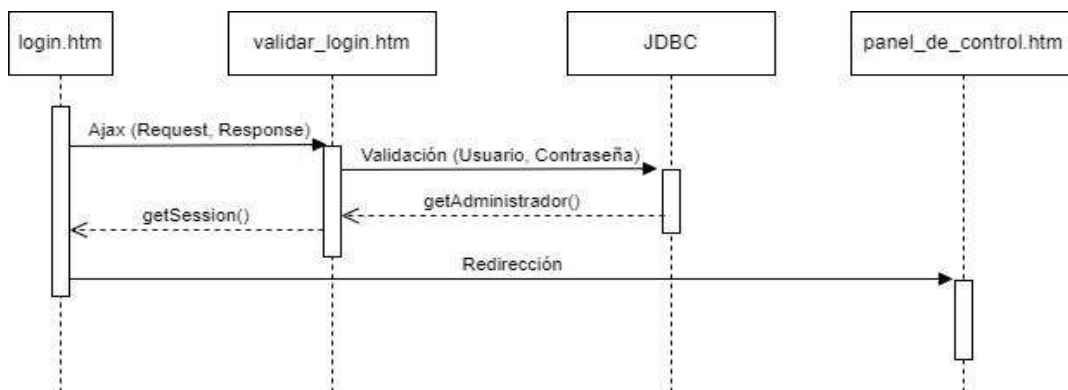 login.htm
validar_login.htm
JDBC
panel_de_control.htm
Ajax (Request, Response)
Validación (Usuario, Contraseña)
getAdministrador()
getSession()
Redirección